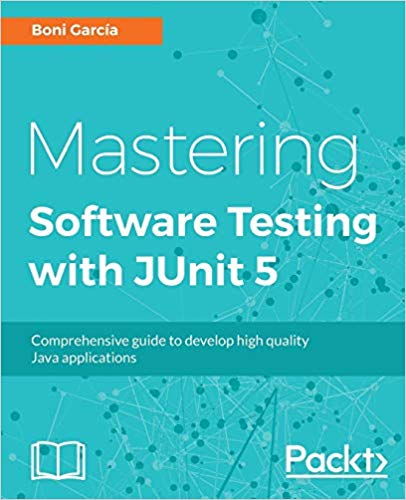 Boni García
Mastering
Software Testing
with JUnit 5
Comprehensive guide to develop high quality
Java applications
Packt>